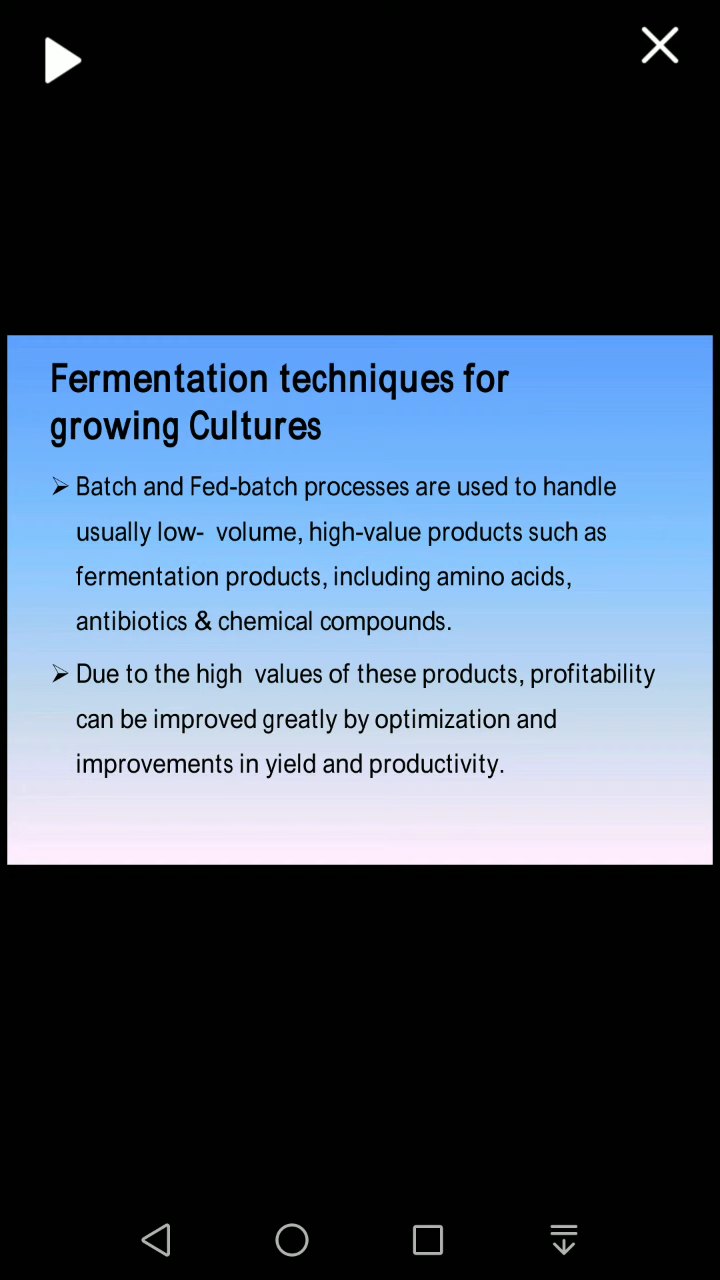 Fermentation techniques for
growing Cultures
➢ Batch and Fed-batch processes are used to handle
usually low-  volume, high-value products such as
fermentation products, including amino acids,
antibiotics & chemical compounds.
➢ Due to the high  values of these products, profitability
can be improved greatly by optimization and
improvements in yield and productivity.